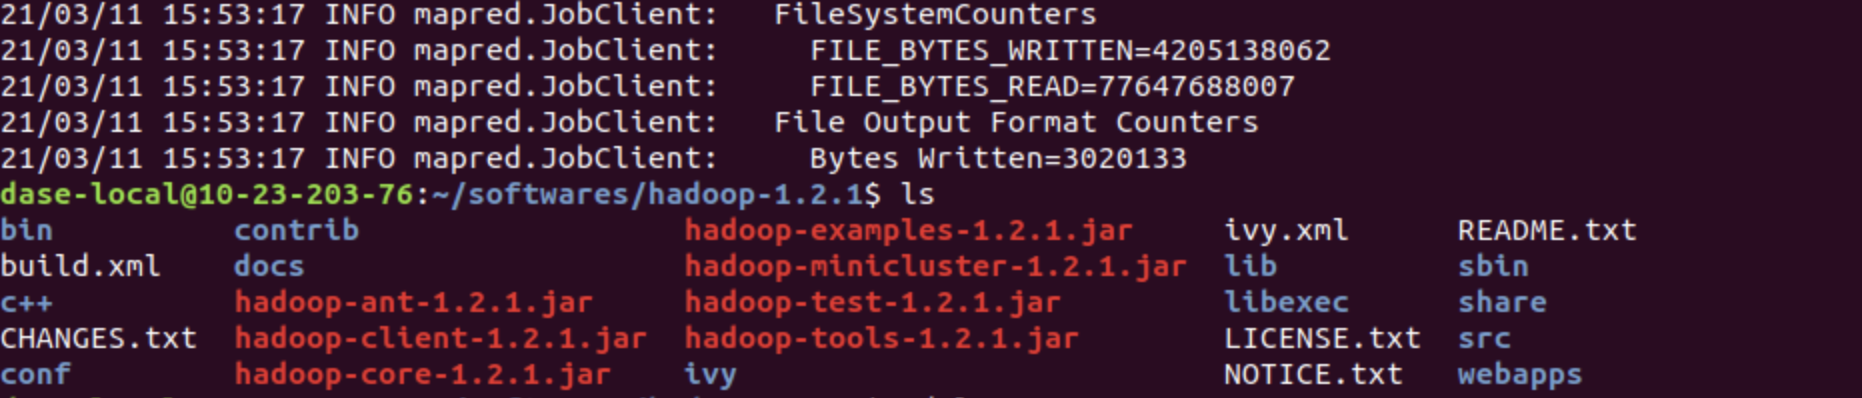 21/03/11 15:53:17 INFO mapred.JobClient:   FileSystemCounters
21/03/11 15:53:17 INFO mapred.JobClient:     FILE_BYTES_WRITTEN=4205138062
21/03/11 15:53:17 INFO mapred.JobClient:     FILE_BYTES_READ=77647688007
21/03/11 15:53:17 INFO mapred.JobClient:   File Output Format Counters
21/03/11 15:53:17 INFO mapred.JobClient:     Bytes Written=3020133
dase-local@10-23-203-76:~/softwares/hadoop-1.2.1$ ls
bin          contrib                  hadoop-examples-1.2.1.jar     ivy.xml      README.txt
build.xml    docs                     hadoop-minicluster-1.2.1.jar  lib          sbin
c++          hadoop-ant-1.2.1.jar     hadoop-test-1.2.1.jar         libexec      share
CHANGES.txt  hadoop-client-1.2.1.jar  hadoop-tools-1.2.1.jar        LICENSE.txt  src
conf         hadoop-core-1.2.1.jar    ivy                           NOTICE.txt   webapps